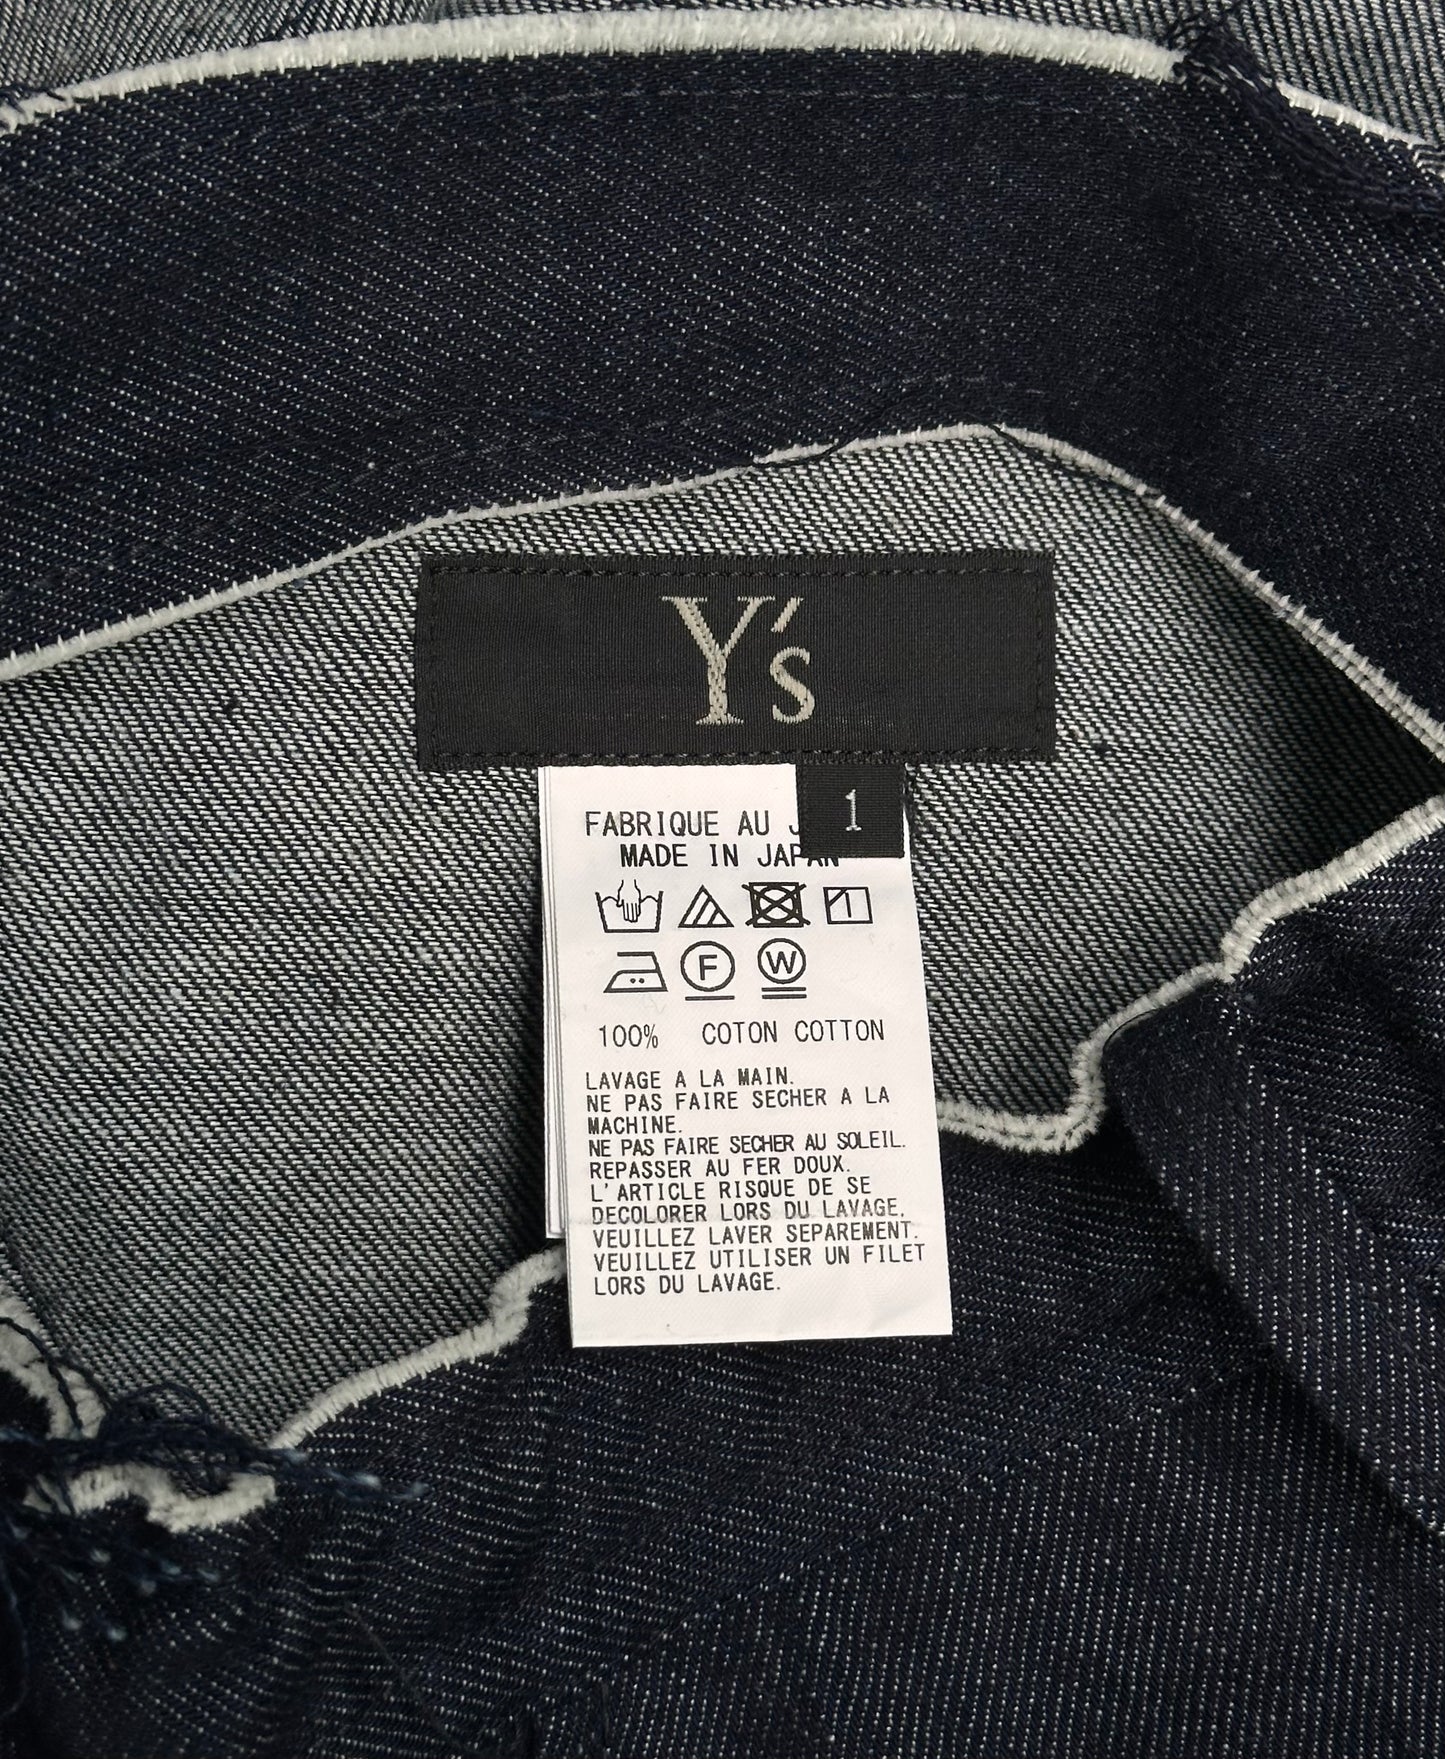 Y's
1
FABRIQUE AU
MADE IN JAPAN
F W
100% COTON COTTON
LAVAGE A LA MAIN.
NE PAS FAIRE SECHER A LA
MACHINE.
NE PAS FAIRE SECHER AU SOLEIL.
REPASSER AU FER DOUX.
L'ARTICLE RISQUE DE SE
DECOLORER LORS DU LAVAGE.
VEUILLEZ LAVER SEPAREMENT.
VEUILLEZ UTILISER UN FILET
LORS DU LAVAGE.